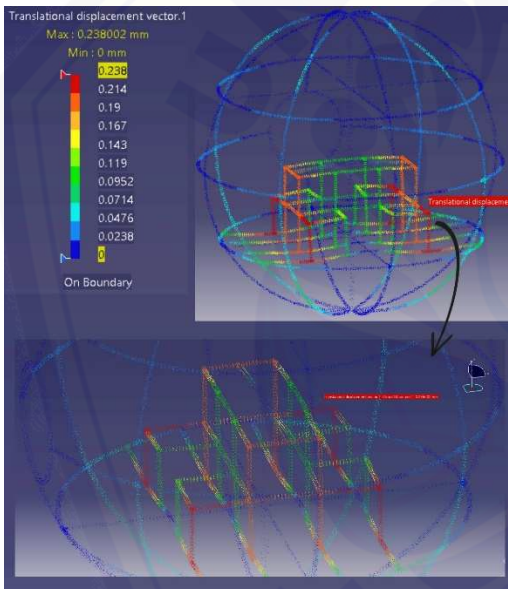 Translational displacement vector.1
Max : 0.238002 mm
Min : 0 mm
0.238
0.214
0.19
0.167
0.143
0.119
0.0952
0.0714
0.0476
0.0238
0
On Boundary
Translational displaceme